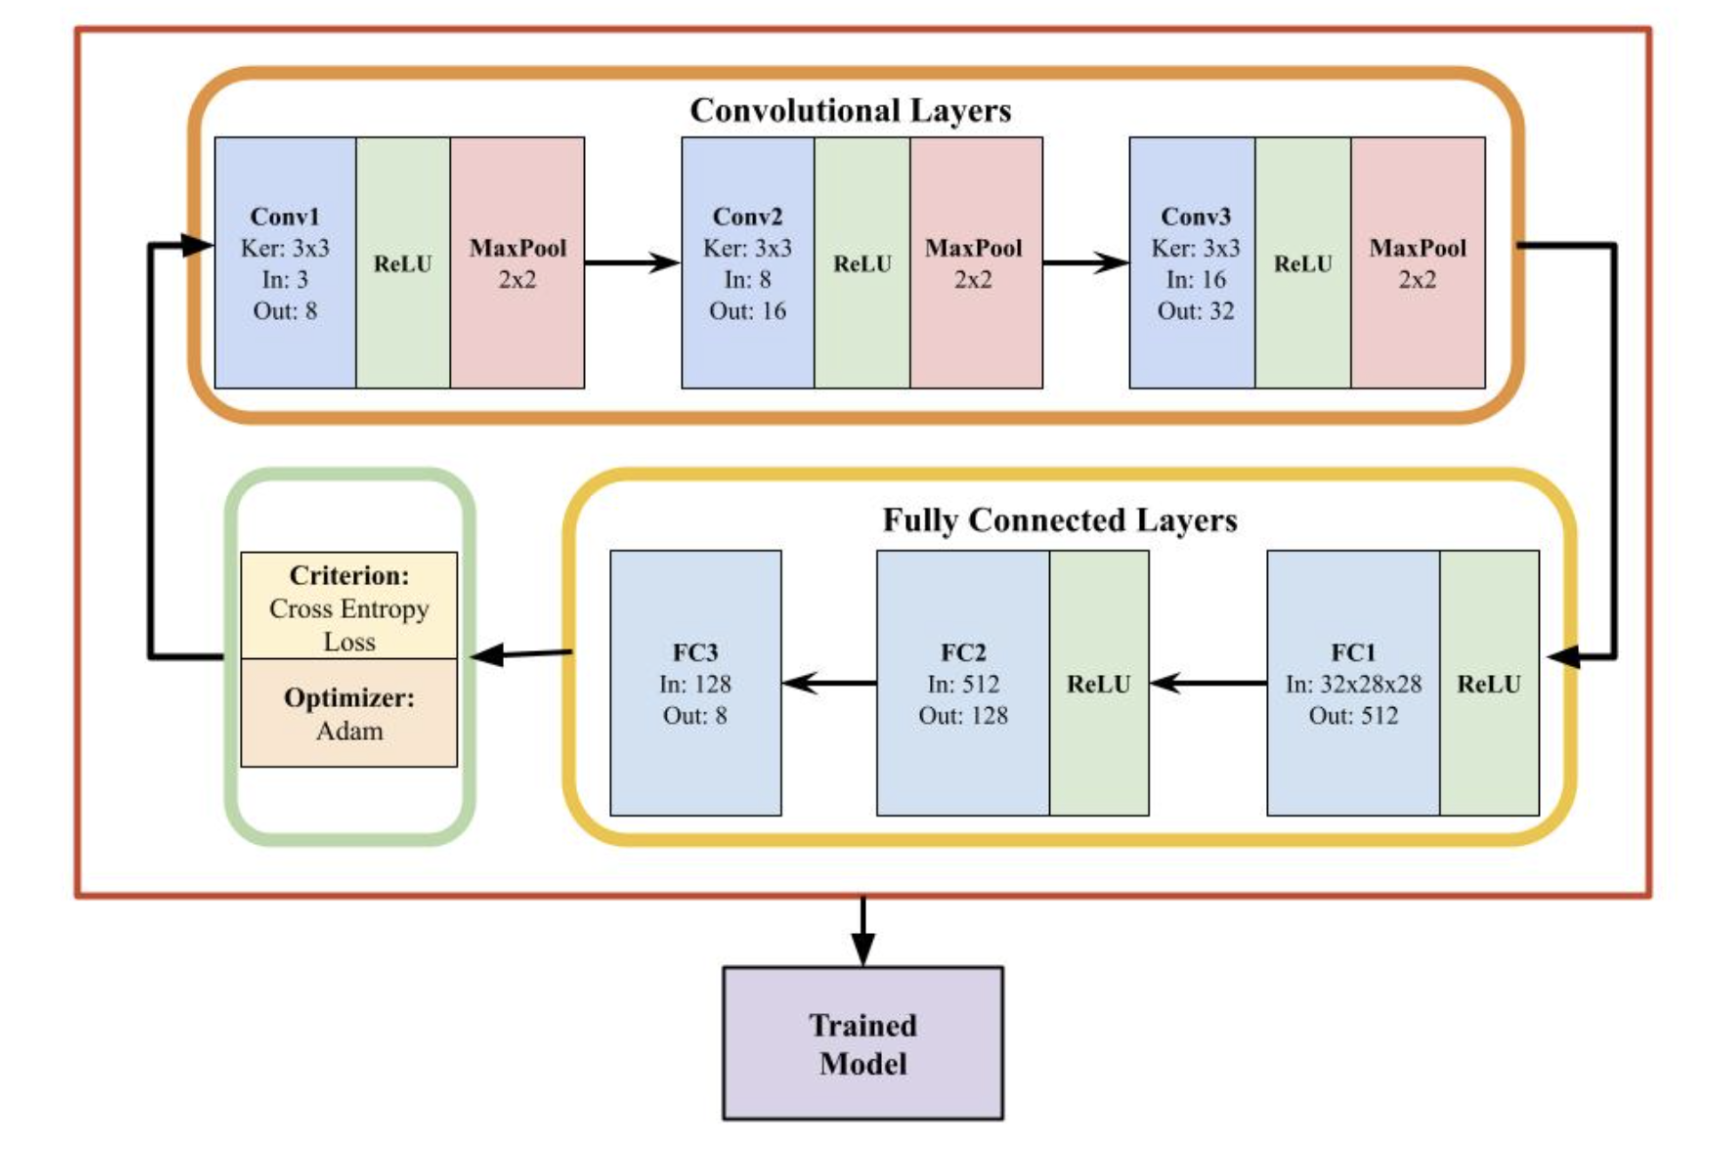 Convolutional Layers
Conv1
Ker: 3x3
In: 3
Out: 8
ReLU
MaxPool
2x2
Conv2
Ker: 3x3
In: 8
Out: 16
ReLU
MaxPool
2x2
Conv3
Ker: 3x3
In: 16
Out: 32
ReLU
MaxPool
2x2
Fully Connected Layers
FC1
In: 32x28x28
Out: 512
ReLU
FC2
In: 512
Out: 128
ReLU
FC3
In: 128
Out: 8
Criterion:
Cross Entropy
Loss
Optimizer:
Adam
Trained
Model